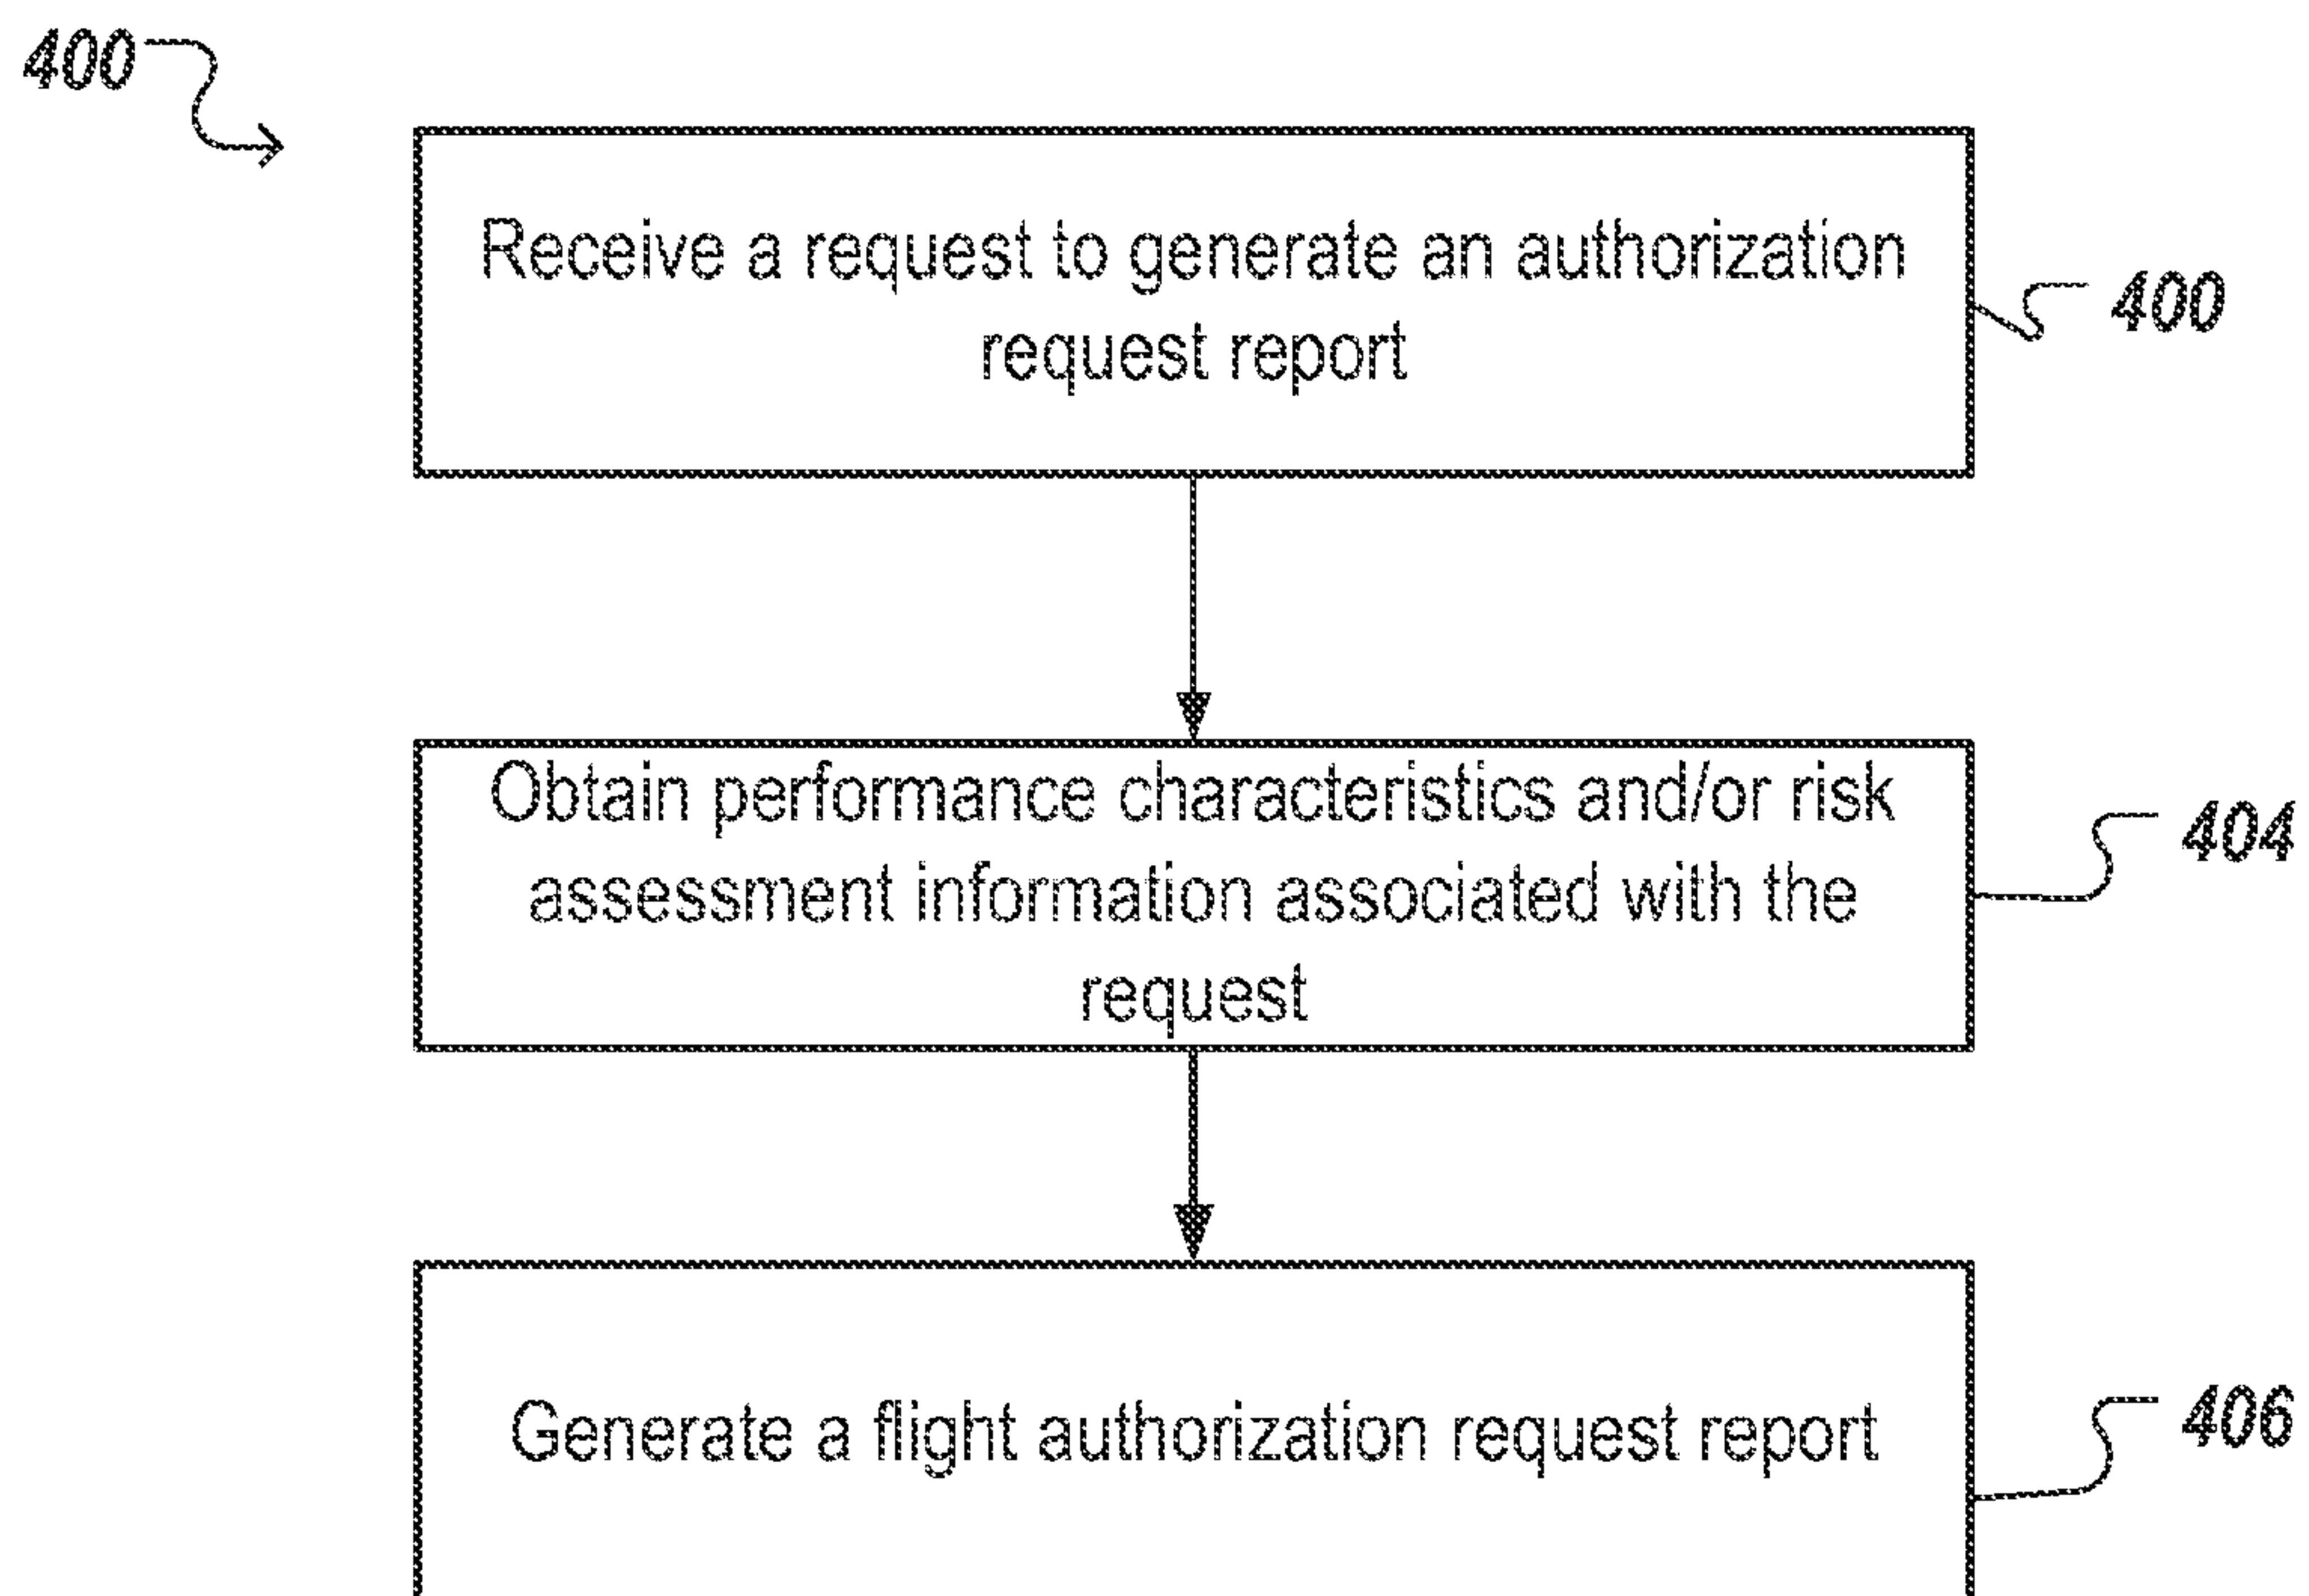 400
Receive a request to generate an authorization
request report
400
Obtain performance characteristics and/or risk
assessment information associated with the
request
404
Generate a flight authorization request report
406